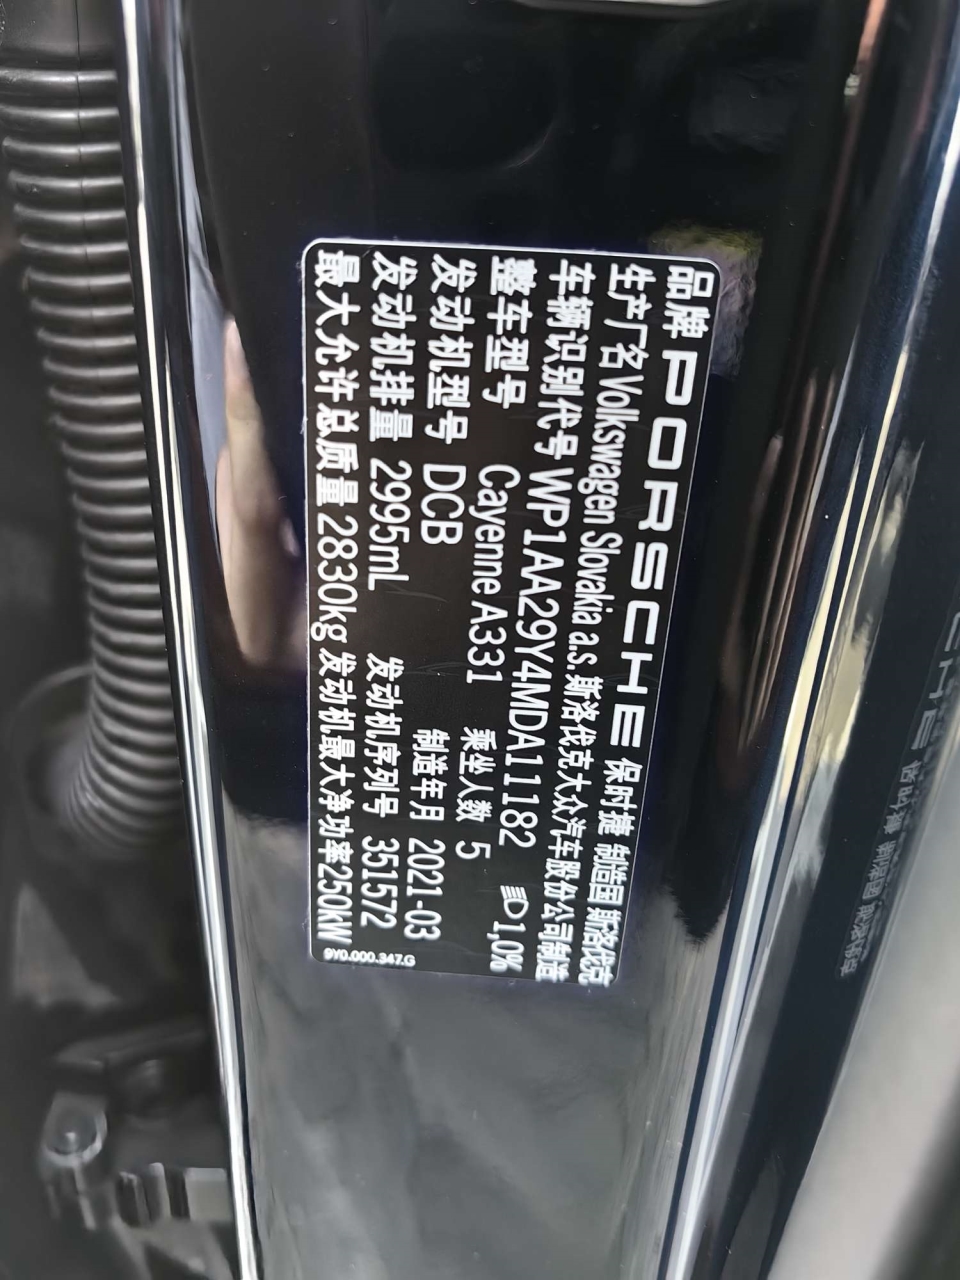 品牌 PORSCHE 保时捷 制造国 斯洛伐克
生产厂名 Volkswagen Slovakia a.s.斯洛伐克大众汽车股份公司制造
车辆识别代号 WP1AA29Y4MDA11182 1,0%
整车型号 Cayenne A331 乘坐人数 5
发动机型号 DCB 制造年月 2021-03
发动机排量 2995mL 发动机序列号 351572
最大允许总质量 2830kg 发动机最大净功率250kW
9Y0.000.347.G